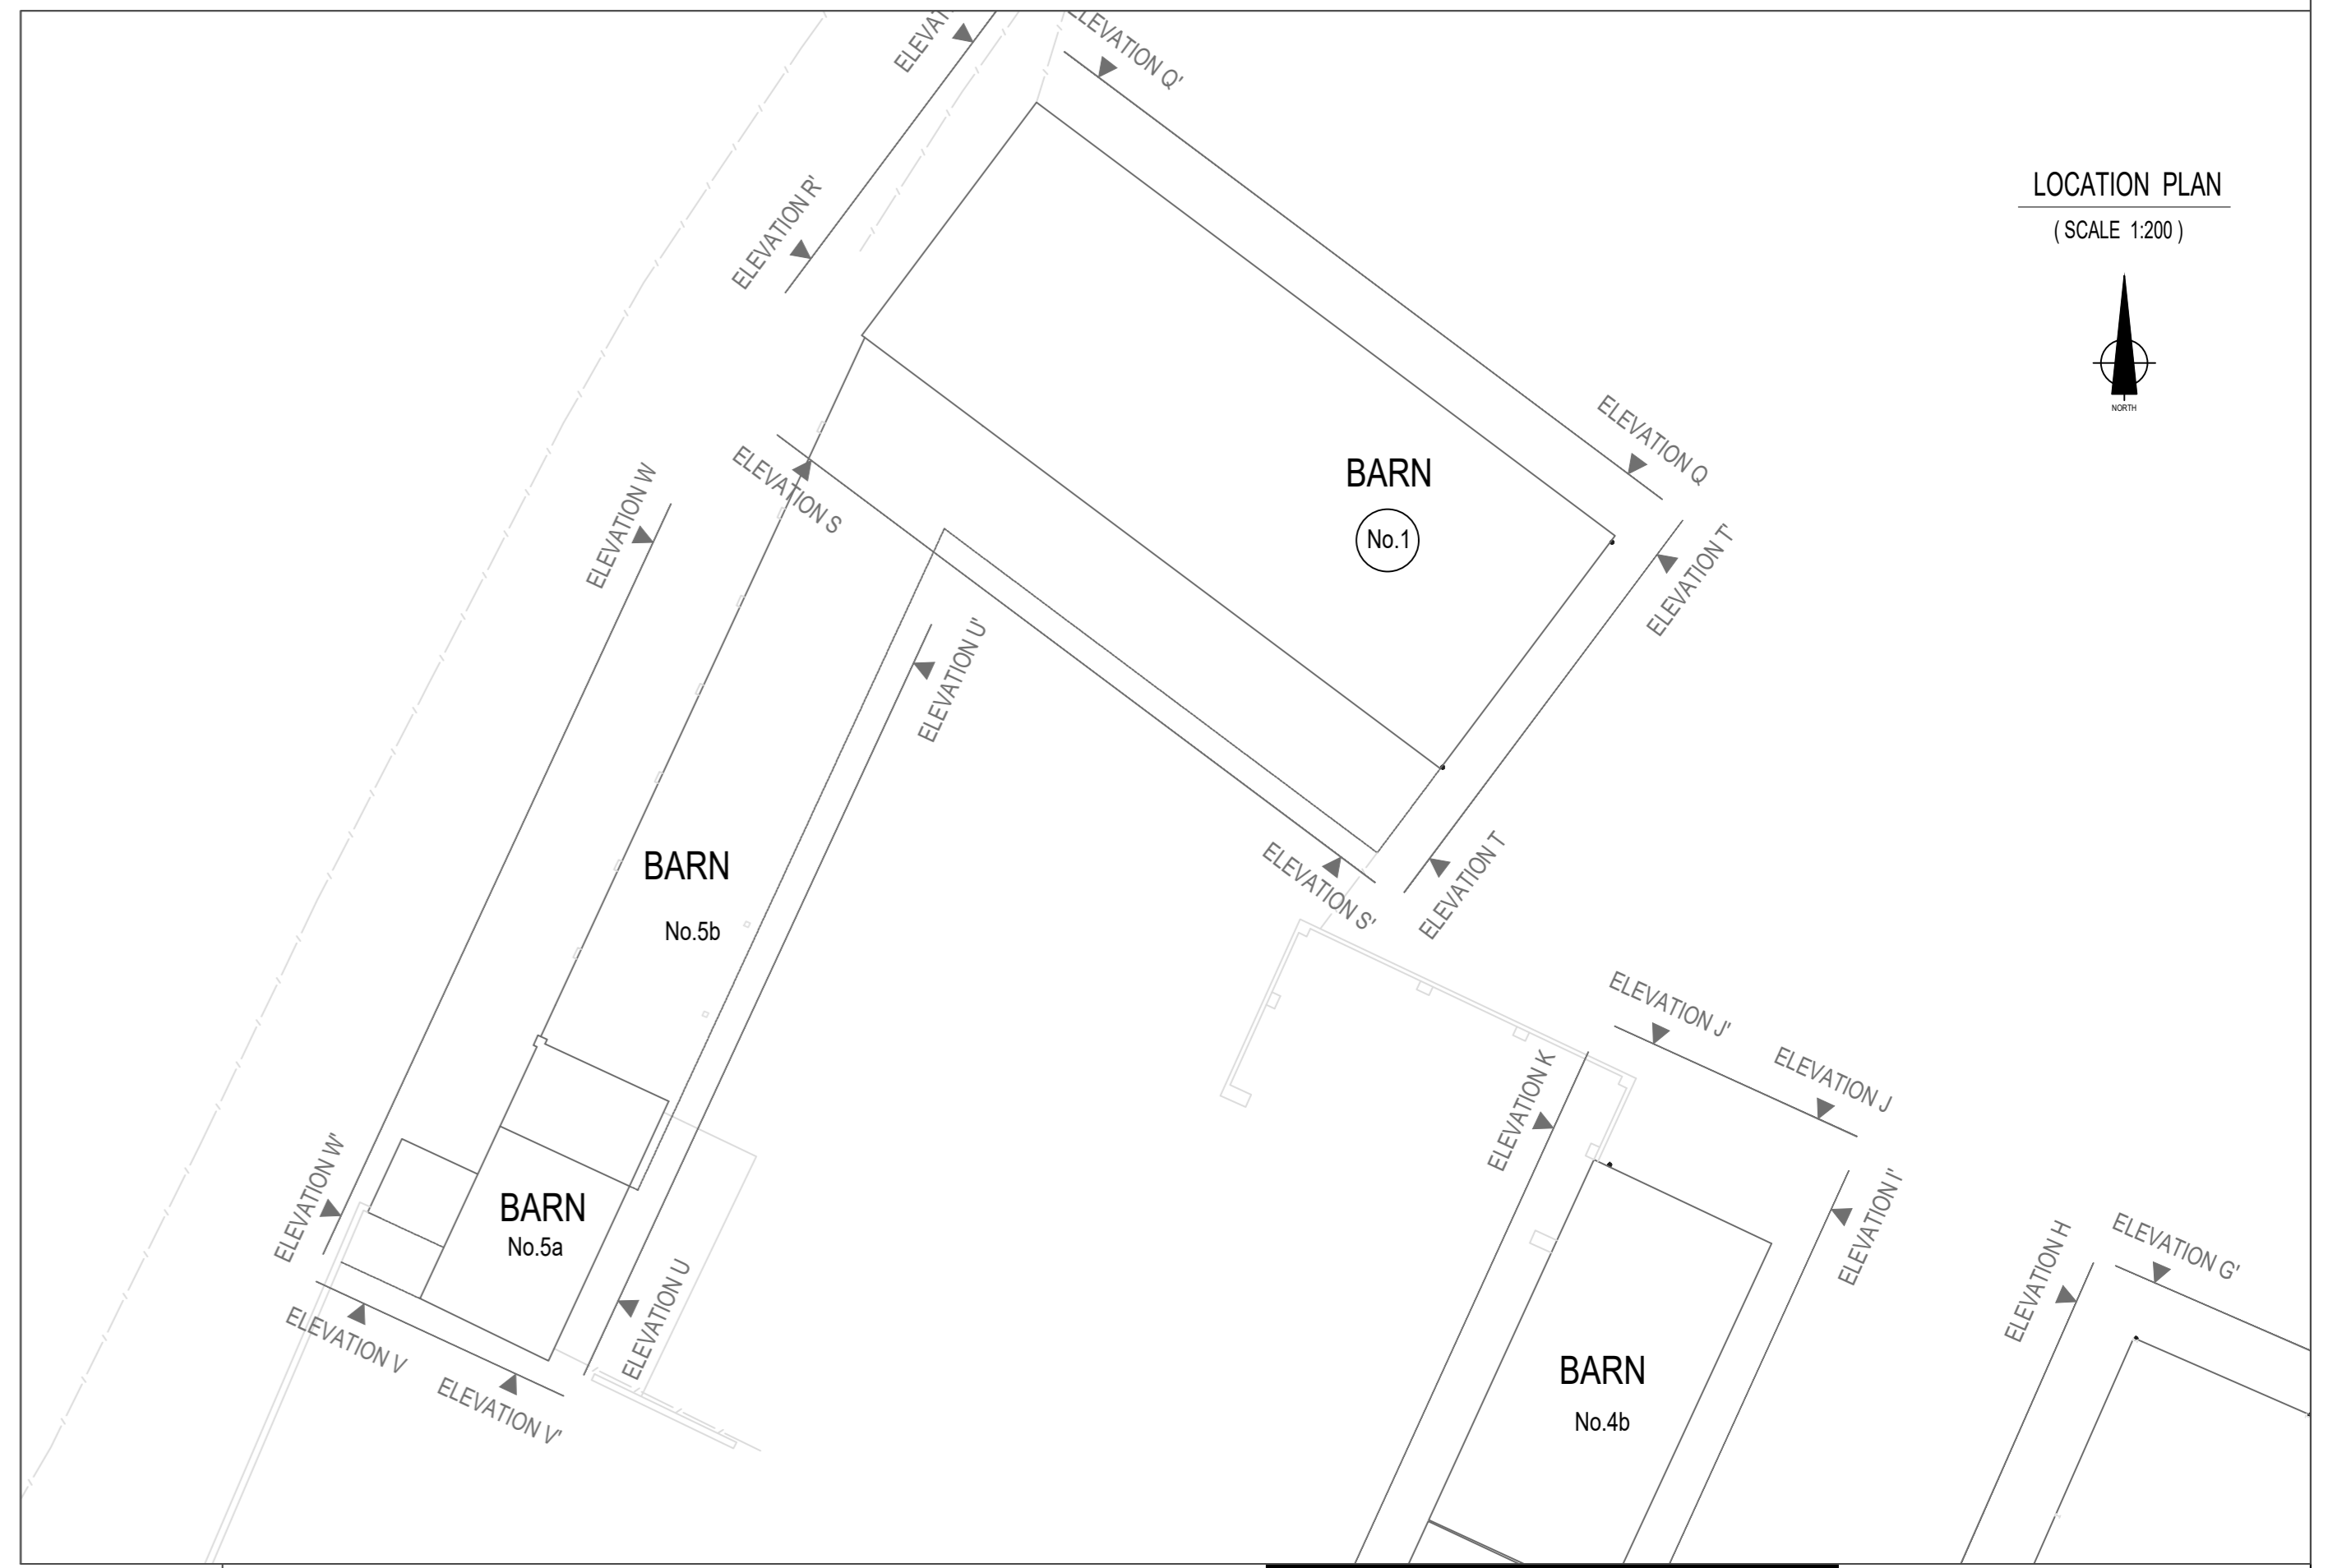 ELEVATION Q'
LOCATION PLAN
( SCALE 1:200 )
NORTH
ELEVATION R'
ELEVATION Q
BARN
No.1
ELEVATION S
ELEVATION W
ELEVATION T'
ELEVATION U'
BARN
No.5b
ELEVATION S'
ELEVATION T
ELEVATION J'
ELEVATION J
ELEVATION K
ELEVATION W'
BARN
No.5a
ELEVATION I'
ELEVATION H
ELEVATION G'
ELEVATION U
ELEVATION V
ELEVATION V'
BARN
No.4b